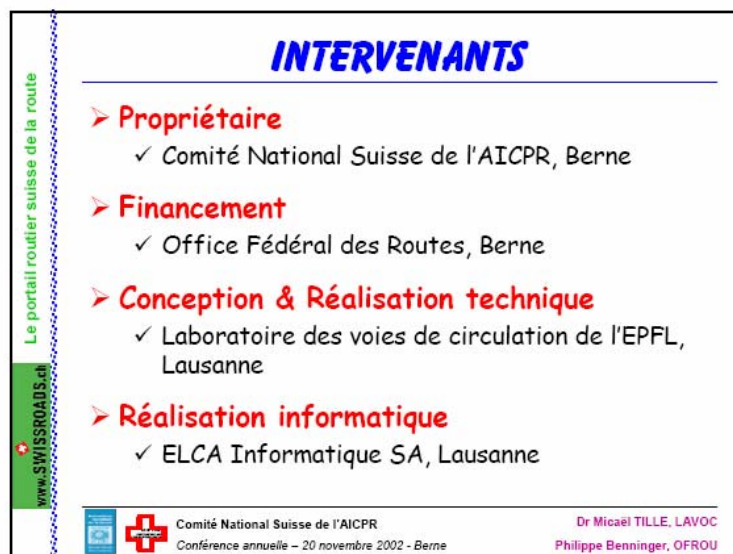 INTERVENANTS
Propriétaire
Comité National Suisse de l'AICPR, Berne
Financement
Office Fédéral des Routes, Berne
Conception & Réalisation technique
Laboratoire des voies de circulation de l'EPFL,
Lausanne
Réalisation informatique
ELCA Informatique SA, Lausanne
Le portail routier suisse de la route
www.SWISSROADS.ch
Comité National Suisse de l'AICPR
Conférence annuelle – 20 novembre 2002 - Berne
Dr Micaël TILLE, LAVOC
Philippe Benninger, OFROU